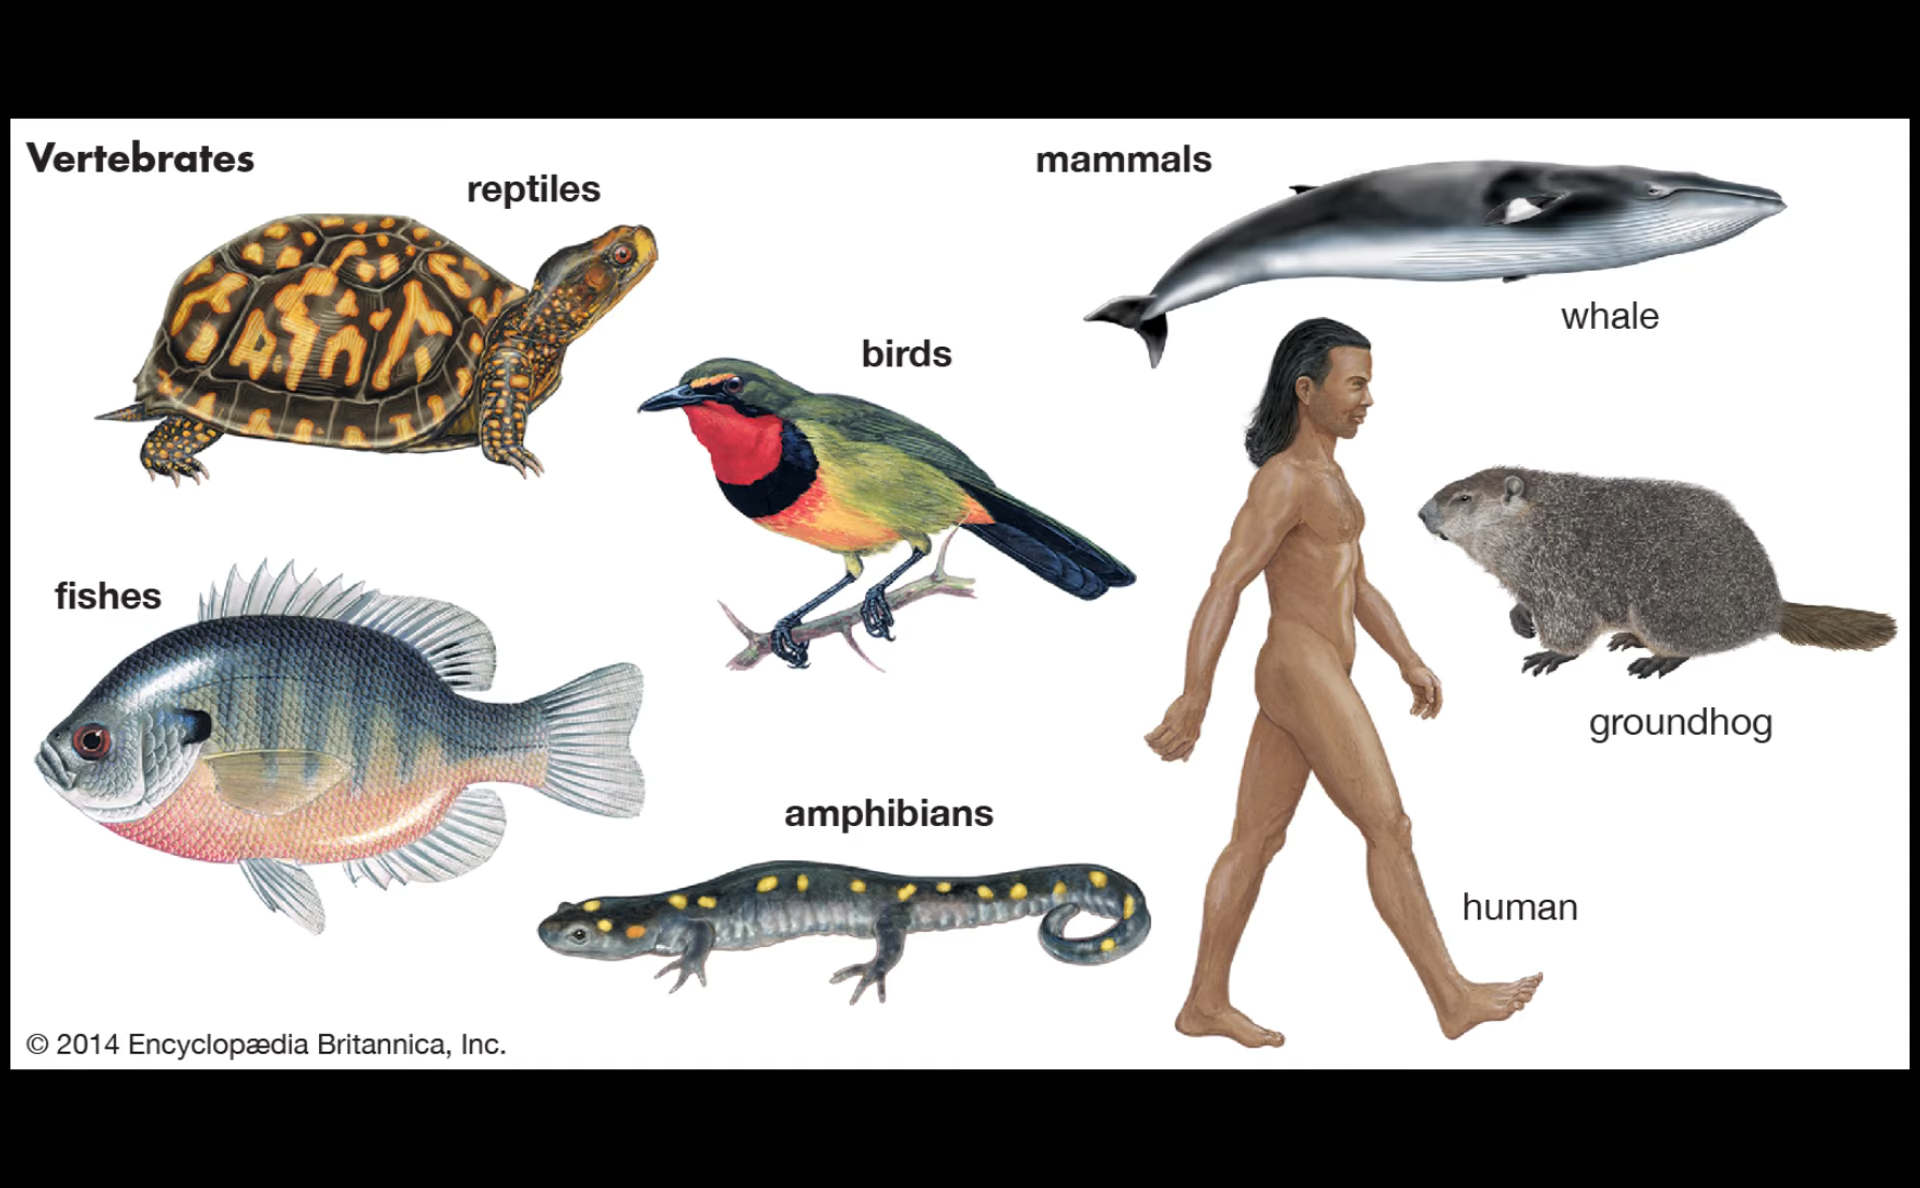 Vertebrates
reptiles
mammals
whale
birds
groundhog
fishes
amphibians
human
© 2014 Encyclopædia Britannica, Inc.